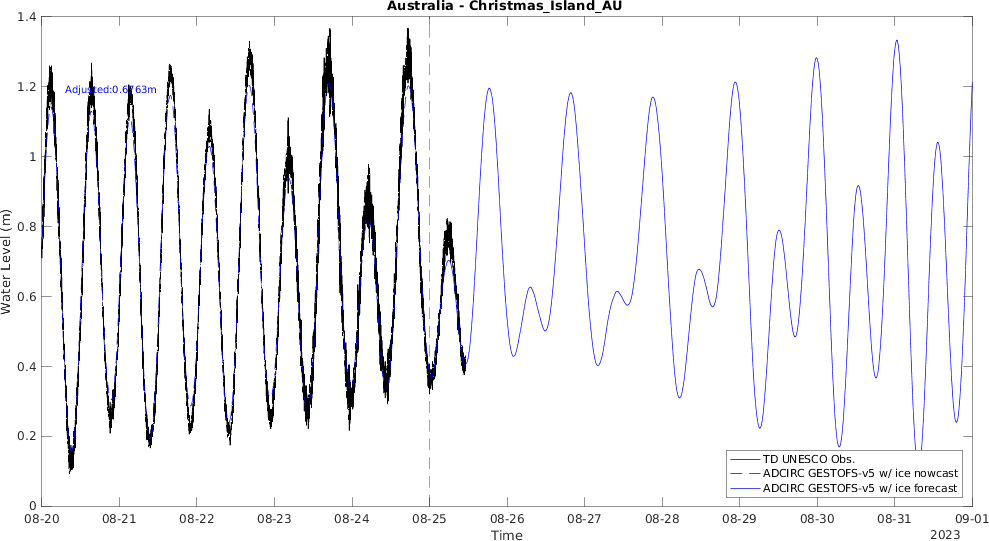 Australia - Christmas_Island_AU
1.4
1.2
1
0.8
0.6
0.4
0.2
0
Water Level (m)
Adjusted:0.6763m
TD UNESCO Obs.
ADCIRC GESTOFS-v5 w/ ice nowcast
ADCIRC GESTOFS-v5 w/ ice forecast
08-20 08-21 08-22 08-23 08-24 08-25 08-26 08-27 08-28 08-29 08-30 08-31 09-01
Time
2023